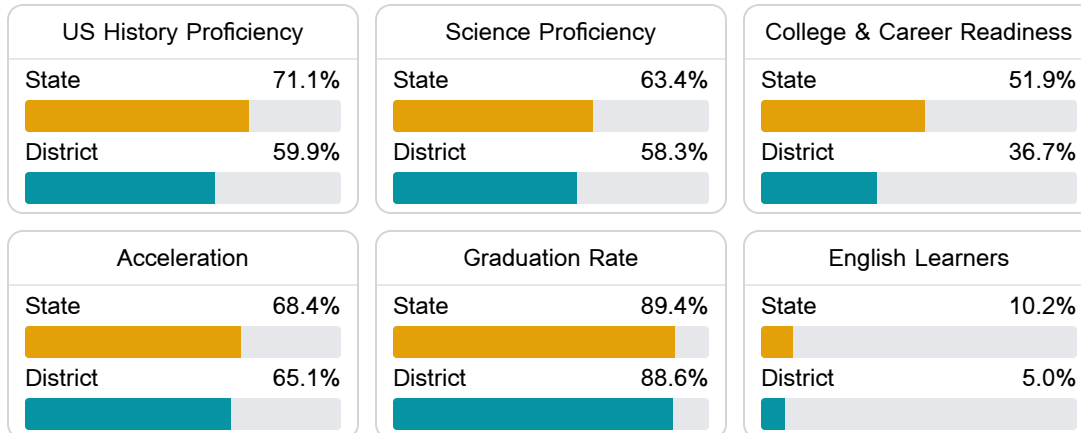 US History Proficiency
State 71.1%
District 59.9%
Science Proficiency
State 63.4%
District 58.3%
College & Career Readiness
State 51.9%
District 36.7%
Acceleration
State 68.4%
District 65.1%
Graduation Rate
State 89.4%
District 88.6%
English Learners
State 10.2%
District 5.0%